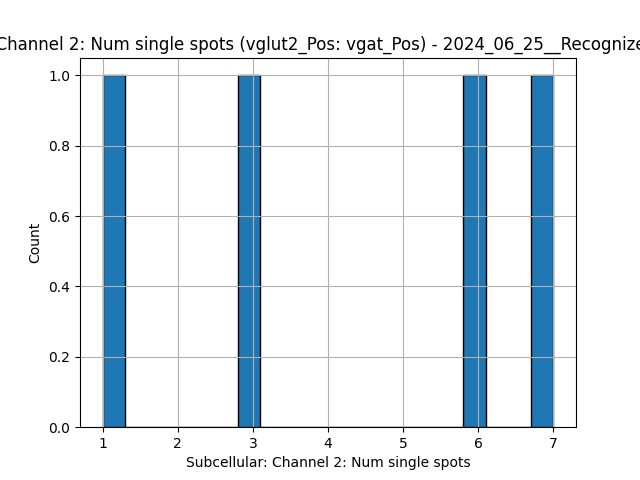 Channel 2: Num single spots (vglut2_Pos: vgat_Pos) - 2024_06_25__Recognize
1.0
0.8
0.6
0.4
0.2
0.0
Count
1 2 3 4 5 6 7
Subcellular: Channel 2: Num single spots